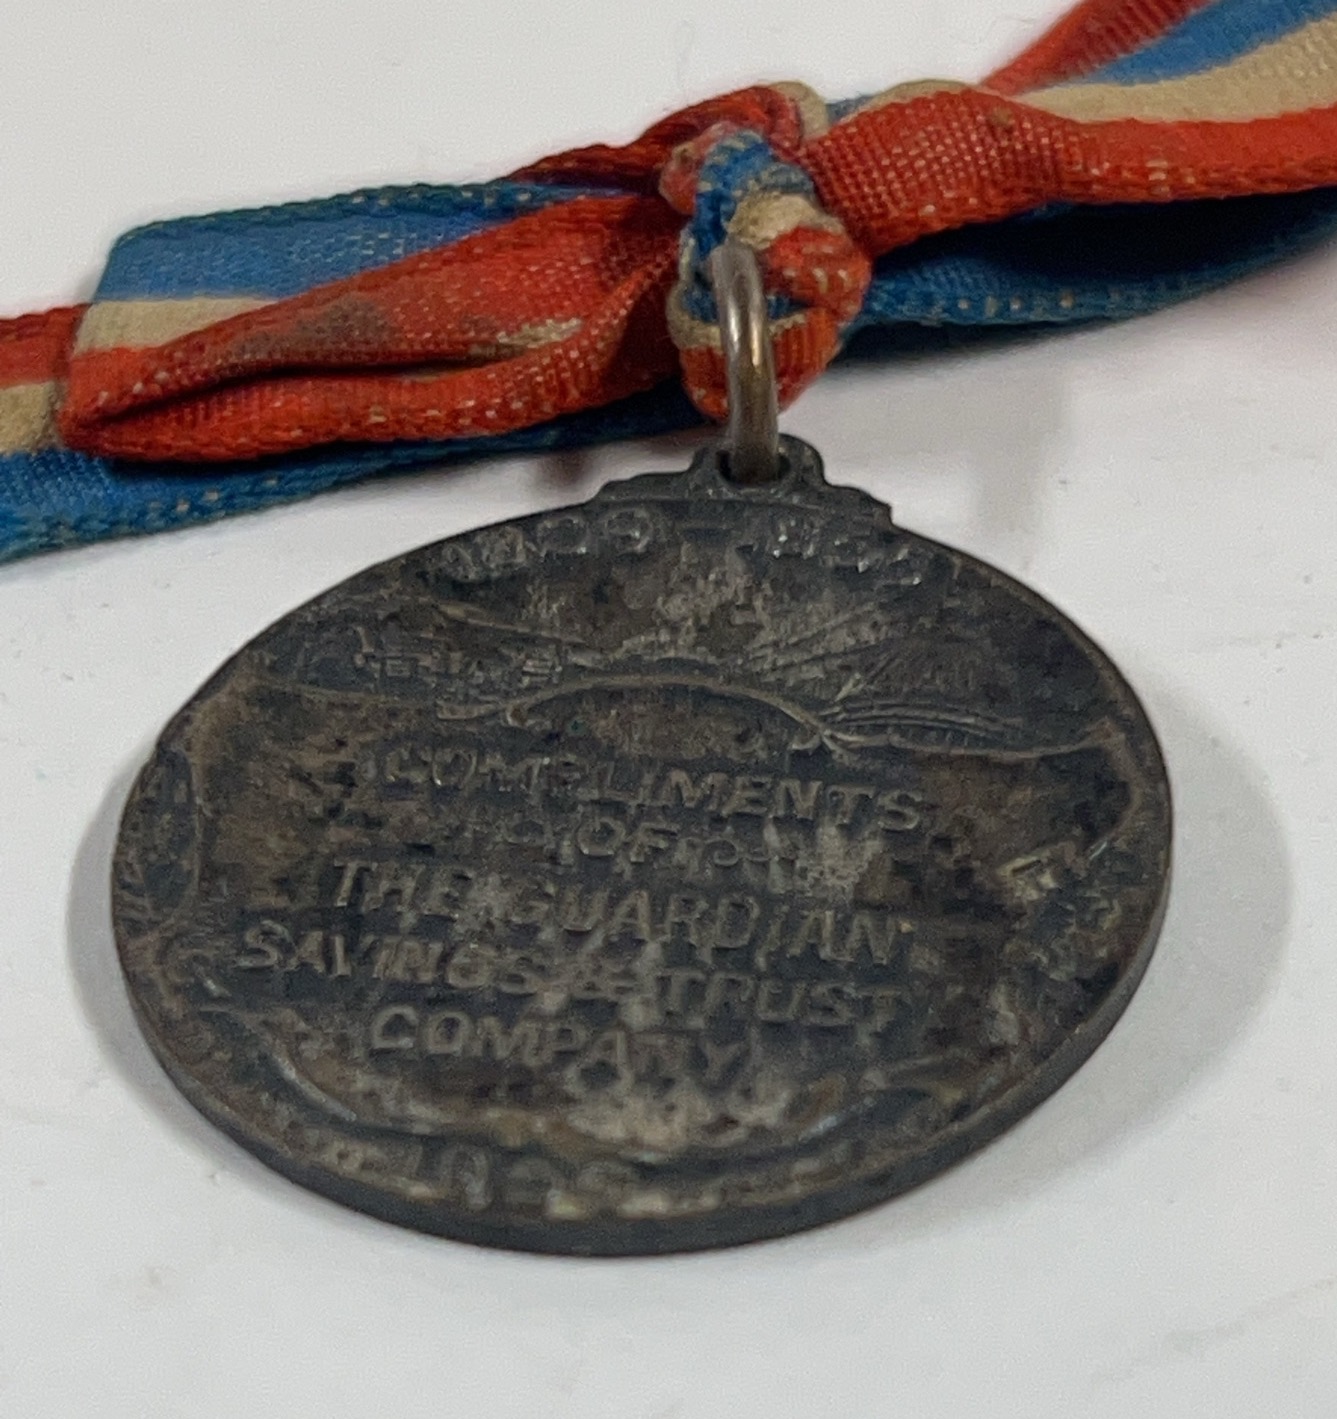 COMPLIMENTS
OF
THE GUARDIAN
SAVINGS & TRUST
COMPANY